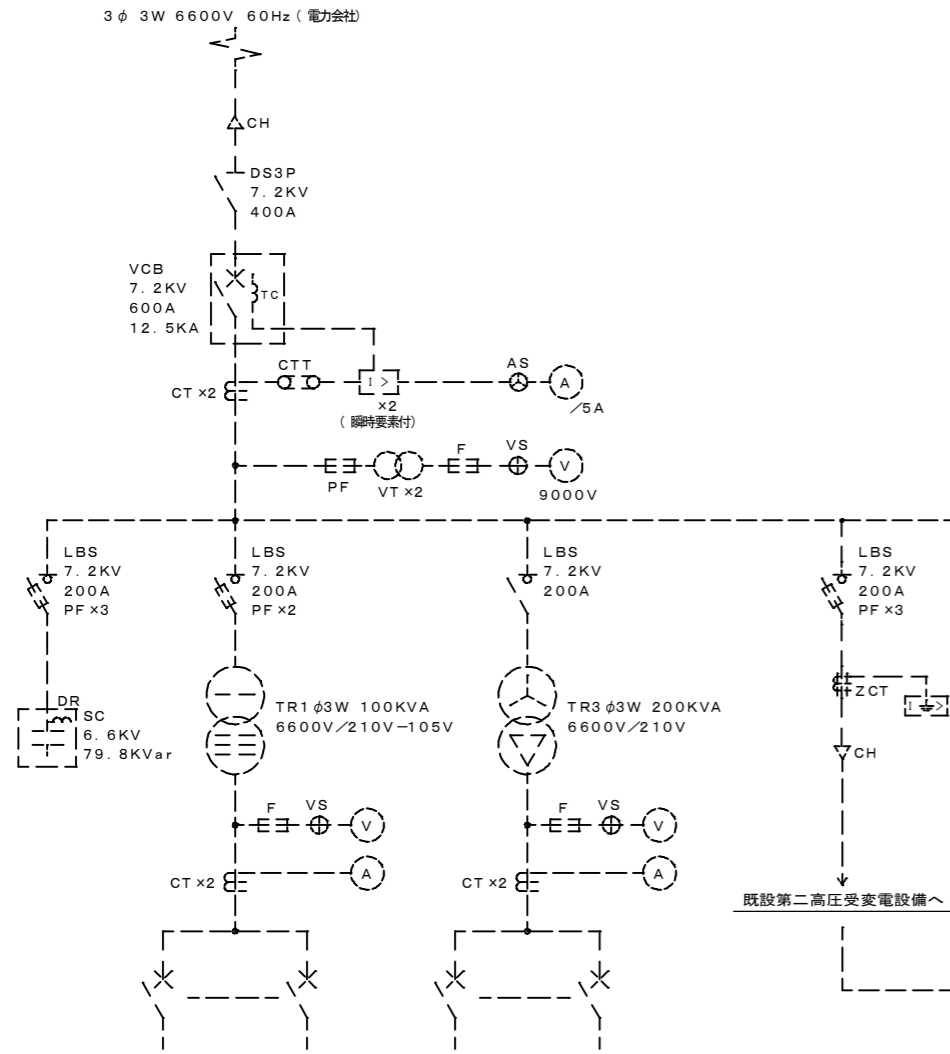 3φ 3W 6600V 60Hz(電力会社)
CH
DS3P
7.2KV
400A
VCB
7.2KV
600A
12.5KA
TC
CT×2
CTT
I >
×2
(瞬時要素付)
AS
A
/5A
PF
VT×2
F
VS
V
9000V
LBS
7.2KV
200A
PF×3
LBS
7.2KV
200A
PF×2
LBS
7.2KV
200A
LBS
7.2KV
200A
PF×3
DR
SC
6.6KV
79.8KVar
TR1φ3W 100KVA
6600V/210V-105V
TR3φ3W 200KVA
6600V/210V
ZCT
I >
CH
F
VS
V
CT×2
A
F
VS
V
CT×2
A
既設第二高圧受変電設備へ